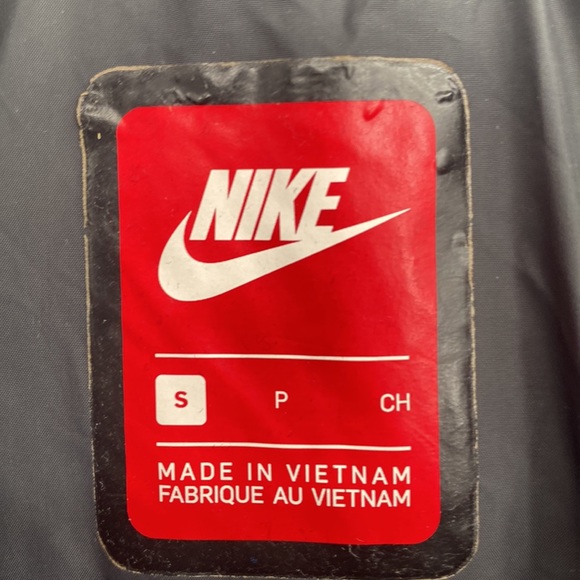 NIKE
S P CH
MADE IN VIETNAM
FABRIQUE AU VIETNAM